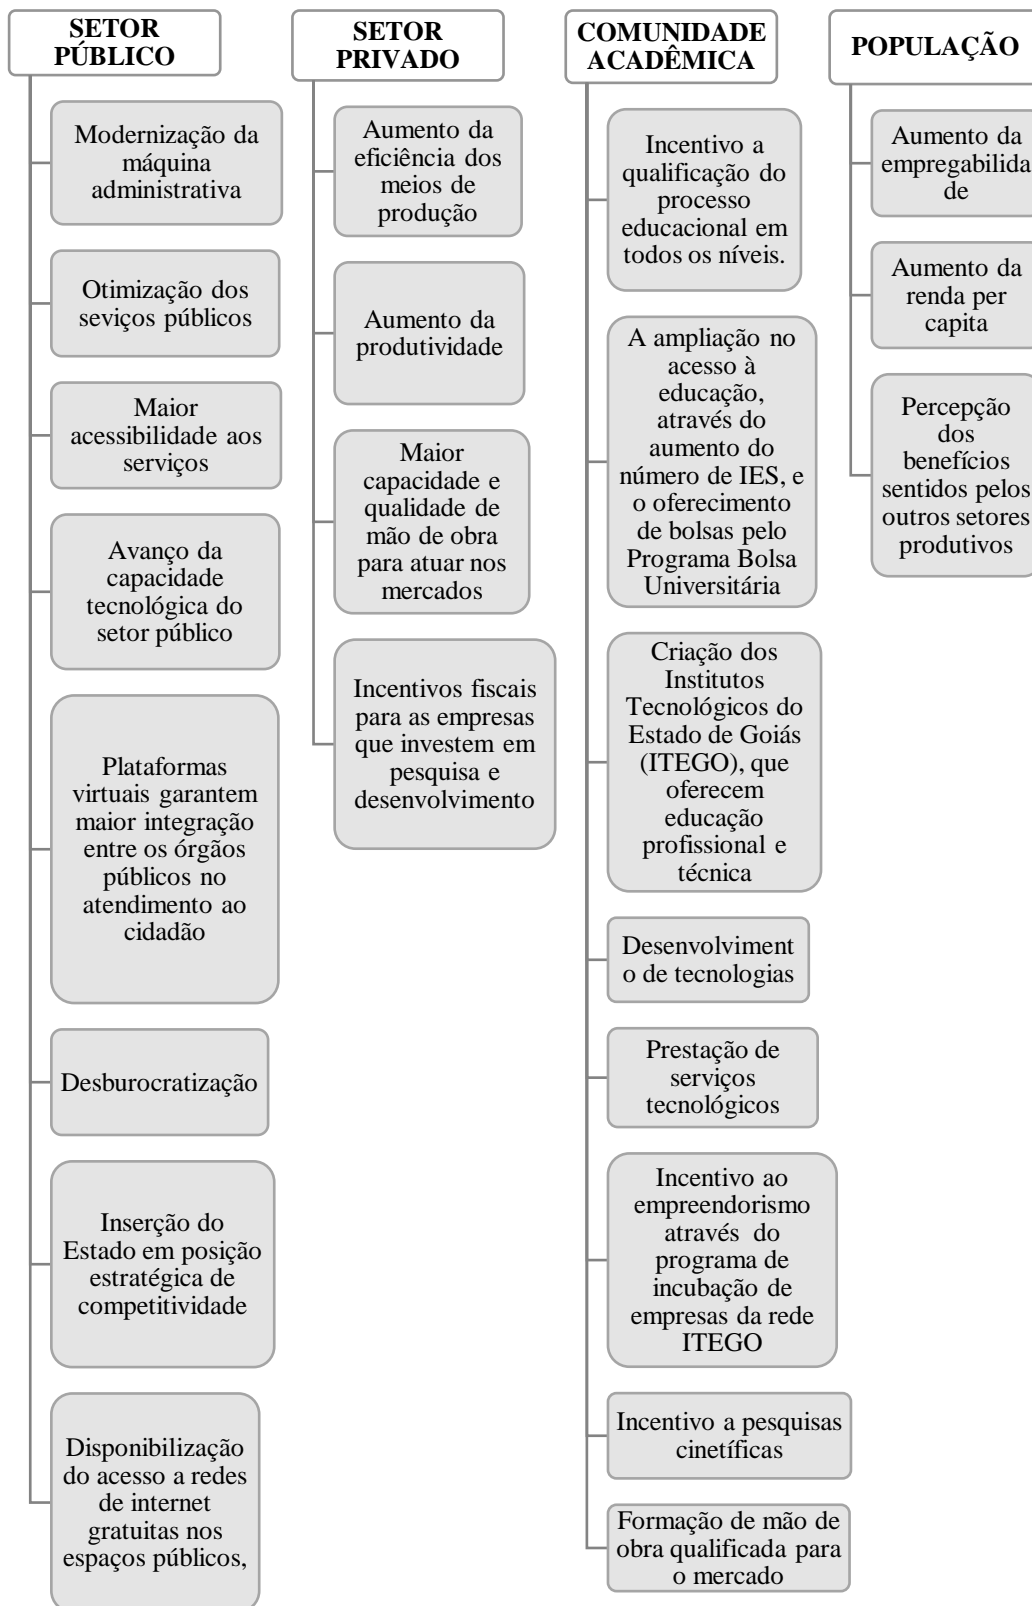 SETOR
PÚBLICO
Modernização da
máquina
administrativa
Otimização dos
seviços públicos
Maior
acessibilidade aos
serviços
Avanço da
capacidade
tecnológica do
setor público
Plataformas
virtuais garantem
maior integração
entre os órgãos
públicos no
atendimento ao
cidadão
Desburocratização
Inserção do
Estado em posição
estratégica de
competitividade
Disponibilização
do acesso a redes
de internet
gratuitas nos
espaços públicos,
SETOR
PRIVADO
Aumento da
eficiência dos
meios de
produção
Aumento da
produtividade
Maior
capacidade e
qualidade de
mão de obra
para atuar nos
mercados
Incentivos fiscais
para as empresas
que investem em
pesquisa e
desenvolvimento
COMUNIDADE
ACADÊMICA
Incentivo a
qualificação do
processo
educacional em
todos os níveis.
A ampliação no
acesso à
educação,
através do
aumento do
número de IES, e
o oferecimento
de bolsas pelo
Programa Bolsa
Universitária
Criação dos
Institutos
Tecnológicos do
Estado de Goiás
(ITEGO), que
oferecem
educação
profissional e
técnica
Desenvolviment
o de tecnologias
Prestação de
serviços
tecnológicos
Incentivo ao
empreendorismo
através do
programa de
incubação de
empresas da rede
ITEGO
Incentivo a pesquisas
cinetíficas
Formação de mão de
obra qualificada para
o mercado
POPULAÇÃO
Aumento da
empregabilida
de
Aumento da
renda per
capita
Percepção
dos
benefícios
sentidos pelos
outros setores
produtivos